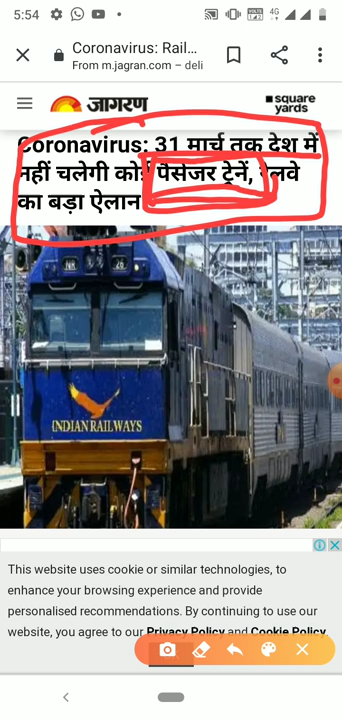 5:54
4G
Coronavirus: Rail...
From m.jagran.com – deli
जागरण
square
yards
Coronavirus: 31 मार्च तक देश में
नहीं चलेगी कोई पैसेंजर ट्रेनें, रेलवे
का बड़ा ऐलान
INDIAN RAILWAYS
This website uses cookie or similar technologies, to
enhance your browsing experience and provide
personalised recommendations. By continuing to use our
website, you agree to our Privacy Policy and Cookie Policy.